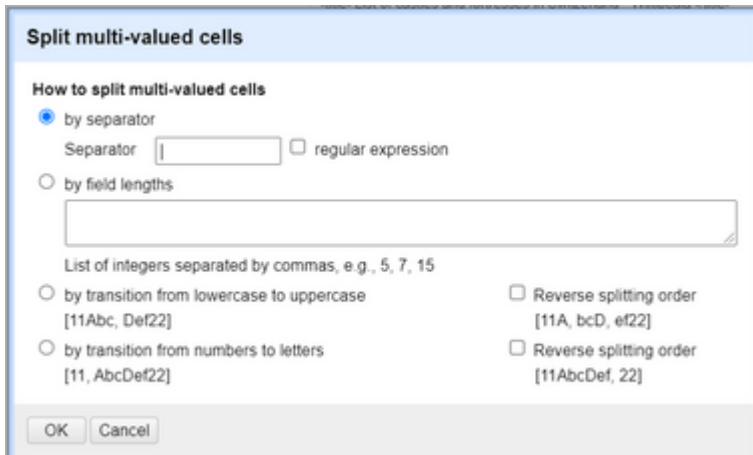 Split multi-valued cells
How to split multi-valued cells
by separator
Separator | regular expression
by field lengths
List of integers separated by commas, e.g., 5, 7, 15
by transition from lowercase to uppercase Reverse splitting order
[11Abc, Def22] [11A, bcD, ef22]
by transition from numbers to letters Reverse splitting order
[11, AbcDef22] [11AbcDef, 22]
OK Cancel